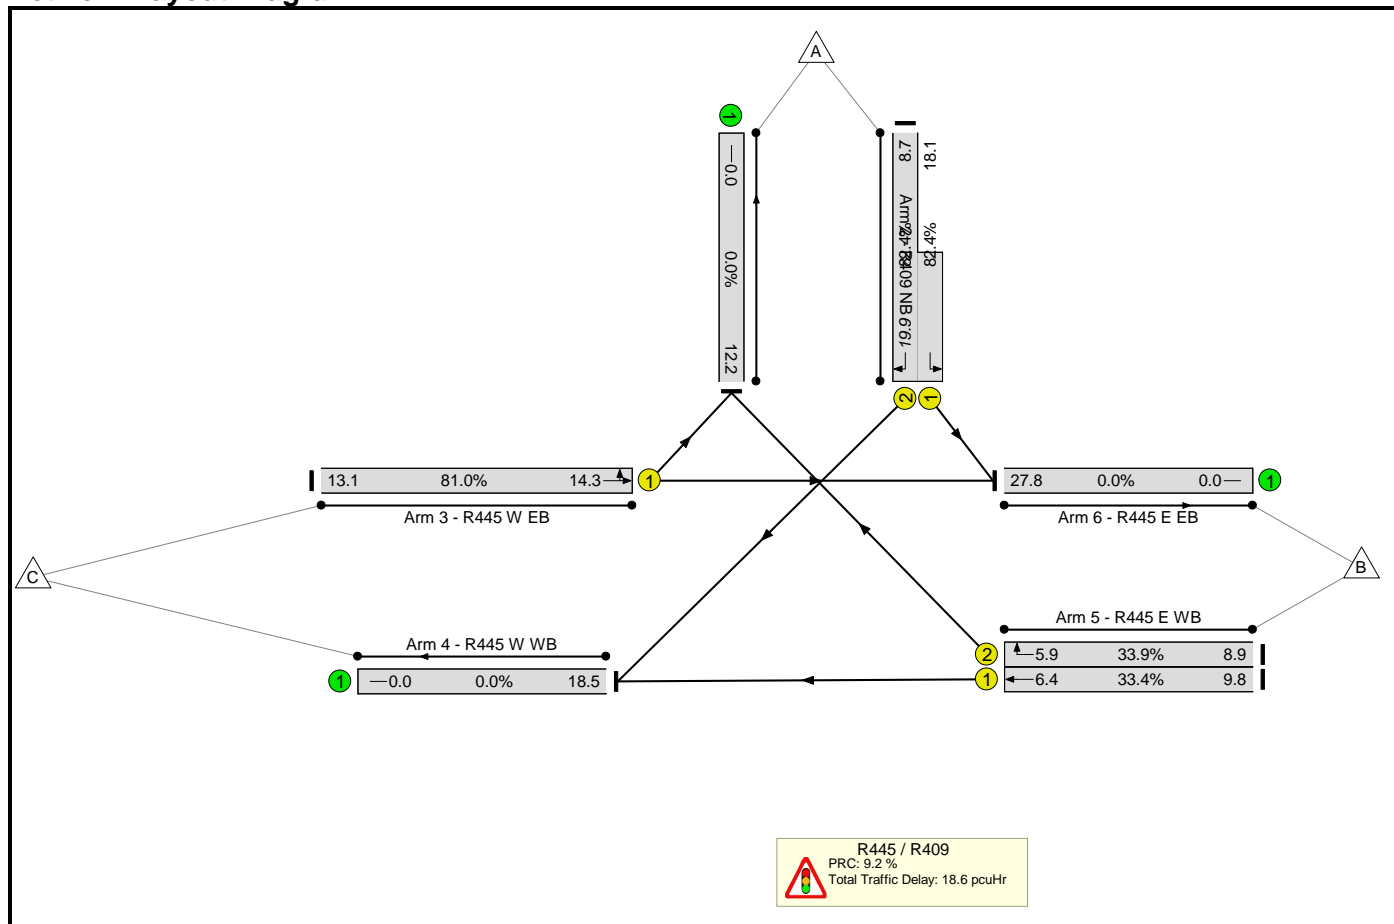 A
1
0.0
0.0%
12.2
8.7
18.1
82.4%
19.9
2
1
13.1 81.0% 14.3
1
Arm 3 - R445 W EB
27.8 0.0% 0.0
1
Arm 6 - R445 E EB
C
B
Arm 4 - R445 W WB
1
0.0 0.0% 18.5
Arm 5 - R445 E WB
2
5.9 33.9% 8.9
1
6.4 33.4% 9.8
R445 / R409
PRC: 9.2 %
Total Traffic Delay: 18.6 pcuHr